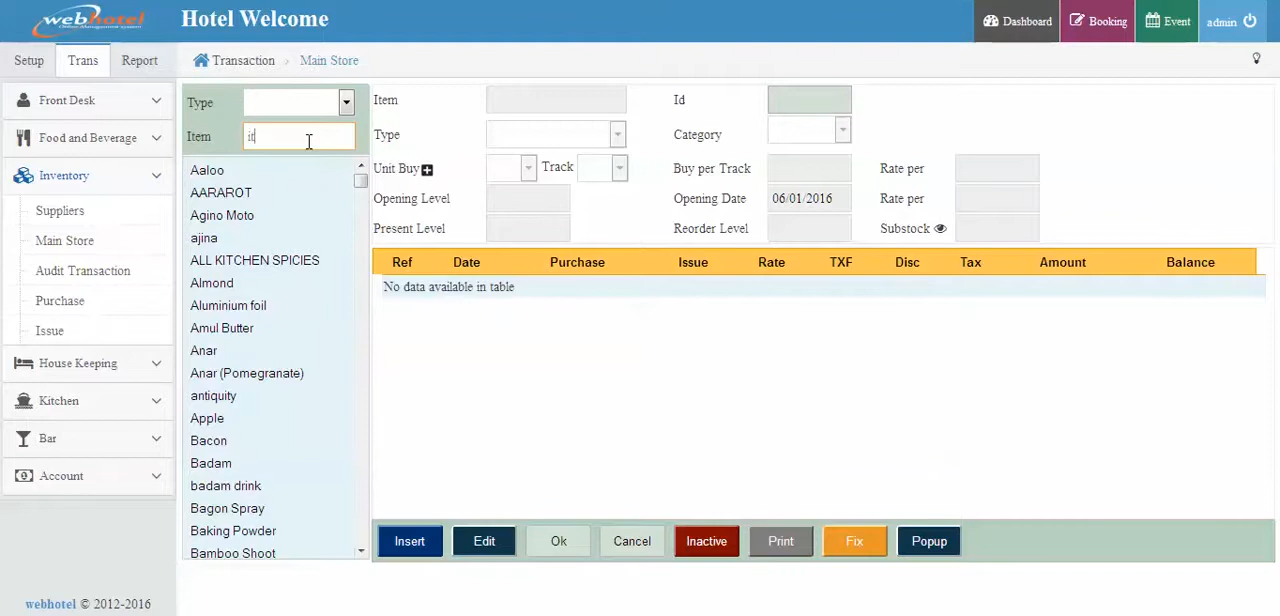 webhotel
Hotel Welcome
Dashboard
Booking
Event
admin
Setup
Trans
Report
Transaction › Main Store
Front Desk
Food and Beverage
Inventory
Suppliers
Main Store
Audit Transaction
Purchase
Issue
House Keeping
Kitchen
Bar
Account
webhotel © 2012-2016
Type
Item it
Aaloo
AARAROT
Agino Moto
ajina
ALL KITCHEN SPICIES
Almond
Aluminium foil
Amul Butter
Anar
Anar (Pomegranate)
antiquity
Apple
Bacon
Badam
badam drink
Bagon Spray
Baking Powder
Bamboo Shoot
Item Id
Type Category
Unit Buy Track Buy per Track Rate per
Opening Level Opening Date 06/01/2016 Rate per
Present Level Reorder Level Substock
Ref Date Purchase Issue Rate TXF Disc Tax Amount Balance
No data available in table
Insert Edit Ok Cancel Inactive Print Fix Popup